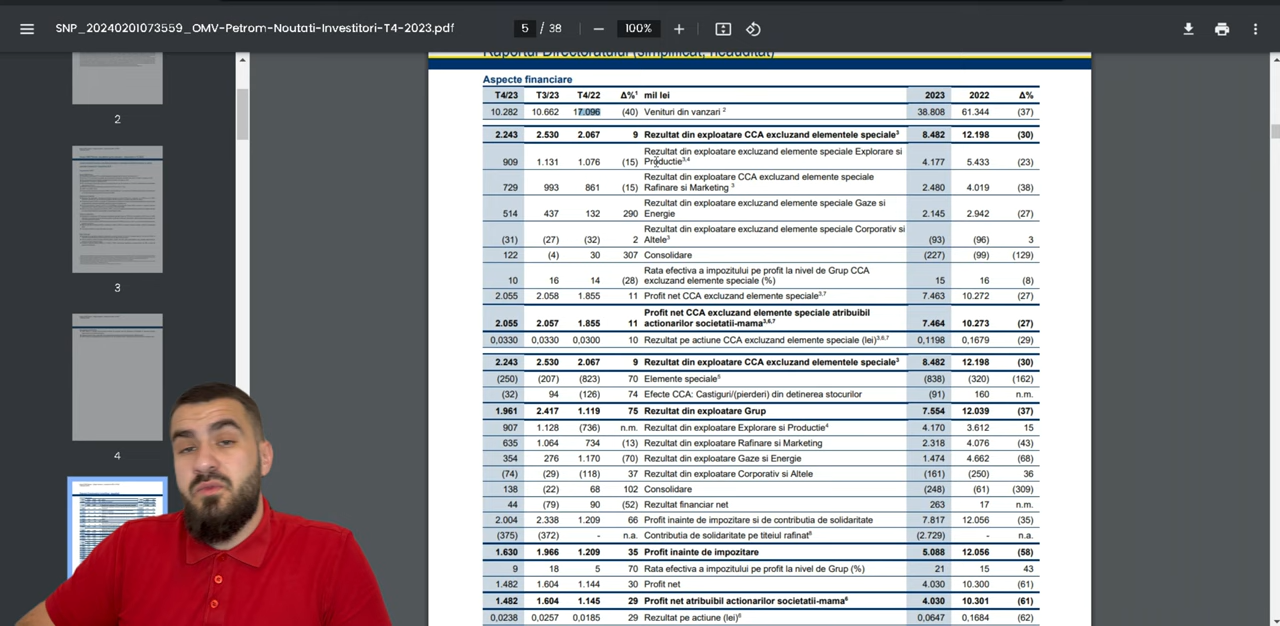 SNP_20240201073559_OMV-Petrom-Noutati-Investitori-T4-2023.pdf 5 / 38 100%
Raportul Directoratului (simplificat, neauditat)
Aspecte financiare
T4/23 T3/23 T4/22 Δ%¹ mil lei 2023 2022 Δ%
10.282 10.662 17.096 (40) Venituri din vanzari ² 38.808 61.344 (37)
2.243 2.530 2.067 9 Rezultat din exploatare CCA excluzand elementele speciale³ 8.482 12.198 (30)
Rezultat din exploatare excluzand elemente speciale Explorare si
909 1.131 1.076 (15) Productie³,⁴ 4.177 5.433 (23)
Rezultat din exploatare CCA excluzand elemente speciale
729 993 861 (15) Rafinare si Marketing ³ 2.480 4.019 (38)
Rezultat din exploatare excluzand elemente speciale Gaze si
514 437 132 290 Energie 2.145 2.942 (27)
Rezultat din exploatare excluzand elemente speciale Corporativ si
(31) (27) (32) 2 Altele³ (93) (96) 3
122 (4) 30 307 Consolidare (227) (99) (129)
Rata efectiva a impozitului pe profit la nivel de Grup CCA
10 16 14 (28) excluzand elemente speciale (%) 15 16 (8)
2.055 2.058 1.855 11 Profit net CCA excluzand elemente speciale³,⁷ 7.463 10.272 (27)
Profit net CCA excluzand elemente speciale atribuibil
2.055 2.057 1.855 11 actionarilor societatii-mama³,⁶,⁷ 7.464 10.273 (27)
0,0330 0,0330 0,0300 10 Rezultat pe actiune CCA excluzand elemente speciale (lei)³,⁶,⁷ 0,1198 0,1679 (29)
2.243 2.530 2.067 9 Rezultat din exploatare CCA excluzand elementele speciale³ 8.482 12.198 (30)
(250) (207) (823) 70 Elemente speciale⁵ (838) (320) (162)
(32) 94 (126) 74 Efecte CCA: Castiguri/(pierderi) din detinerea stocurilor (91) 160 n.m.
1.961 2.417 1.119 75 Rezultat din exploatare Grup 7.554 12.039 (37)
907 1.128 (736) n.m. Rezultat din exploatare Explorare si Productie⁴ 4.170 3.612 15
635 1.064 734 (13) Rezultat din exploatare Rafinare si Marketing 2.318 4.076 (43)
354 276 1.170 (70) Rezultat din exploatare Gaze si Energie 1.474 4.662 (68)
(74) (29) (118) 37 Rezultat din exploatare Corporativ si Altele (161) (250) 36
138 (22) 68 102 Consolidare (248) (61) (309)
44 (79) 90 (52) Rezultat financiar net 263 17 n.m.
2.004 2.338 1.209 66 Profit inainte de impozitare si de contributia de solidaritate 7.817 12.056 (35)
(375) (372) - n.a. Contributia de solidaritate pe titeiul rafinat⁸ (2.729) - n.a.
1.630 1.966 1.209 35 Profit inainte de impozitare 5.088 12.056 (58)
9 18 5 70 Rata efectiva a impozitului pe profit la nivel de Grup (%) 21 15 43
1.482 1.604 1.144 30 Profit net 4.030 10.300 (61)
1.482 1.604 1.145 29 Profit net atribuibil actionarilor societatii-mama⁶ 4.030 10.301 (61)
0,0238 0,0257 0,0185 29 Rezultat pe actiune (lei)⁶ 0,0647 0,1684 (62)
2
3
4